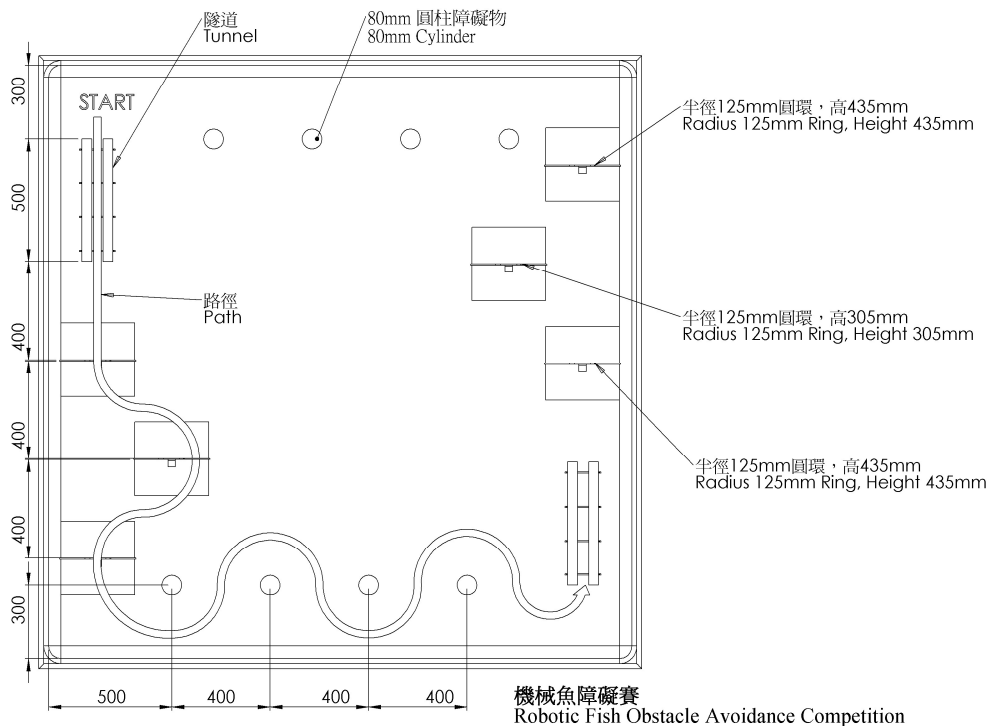 隧道
Tunnel
80mm 圓柱障礙物
80mm Cylinder
START
半徑125mm圓環，高435mm
Radius 125mm Ring, Height 435mm
路徑
Path
半徑125mm圓環，高305mm
Radius 125mm Ring, Height 305mm
半徑125mm圓環，高435mm
Radius 125mm Ring, Height 435mm
300
500
400
400
400
300
500
400
400
400
機械魚障礙賽
Robotic Fish Obstacle Avoidance Competition